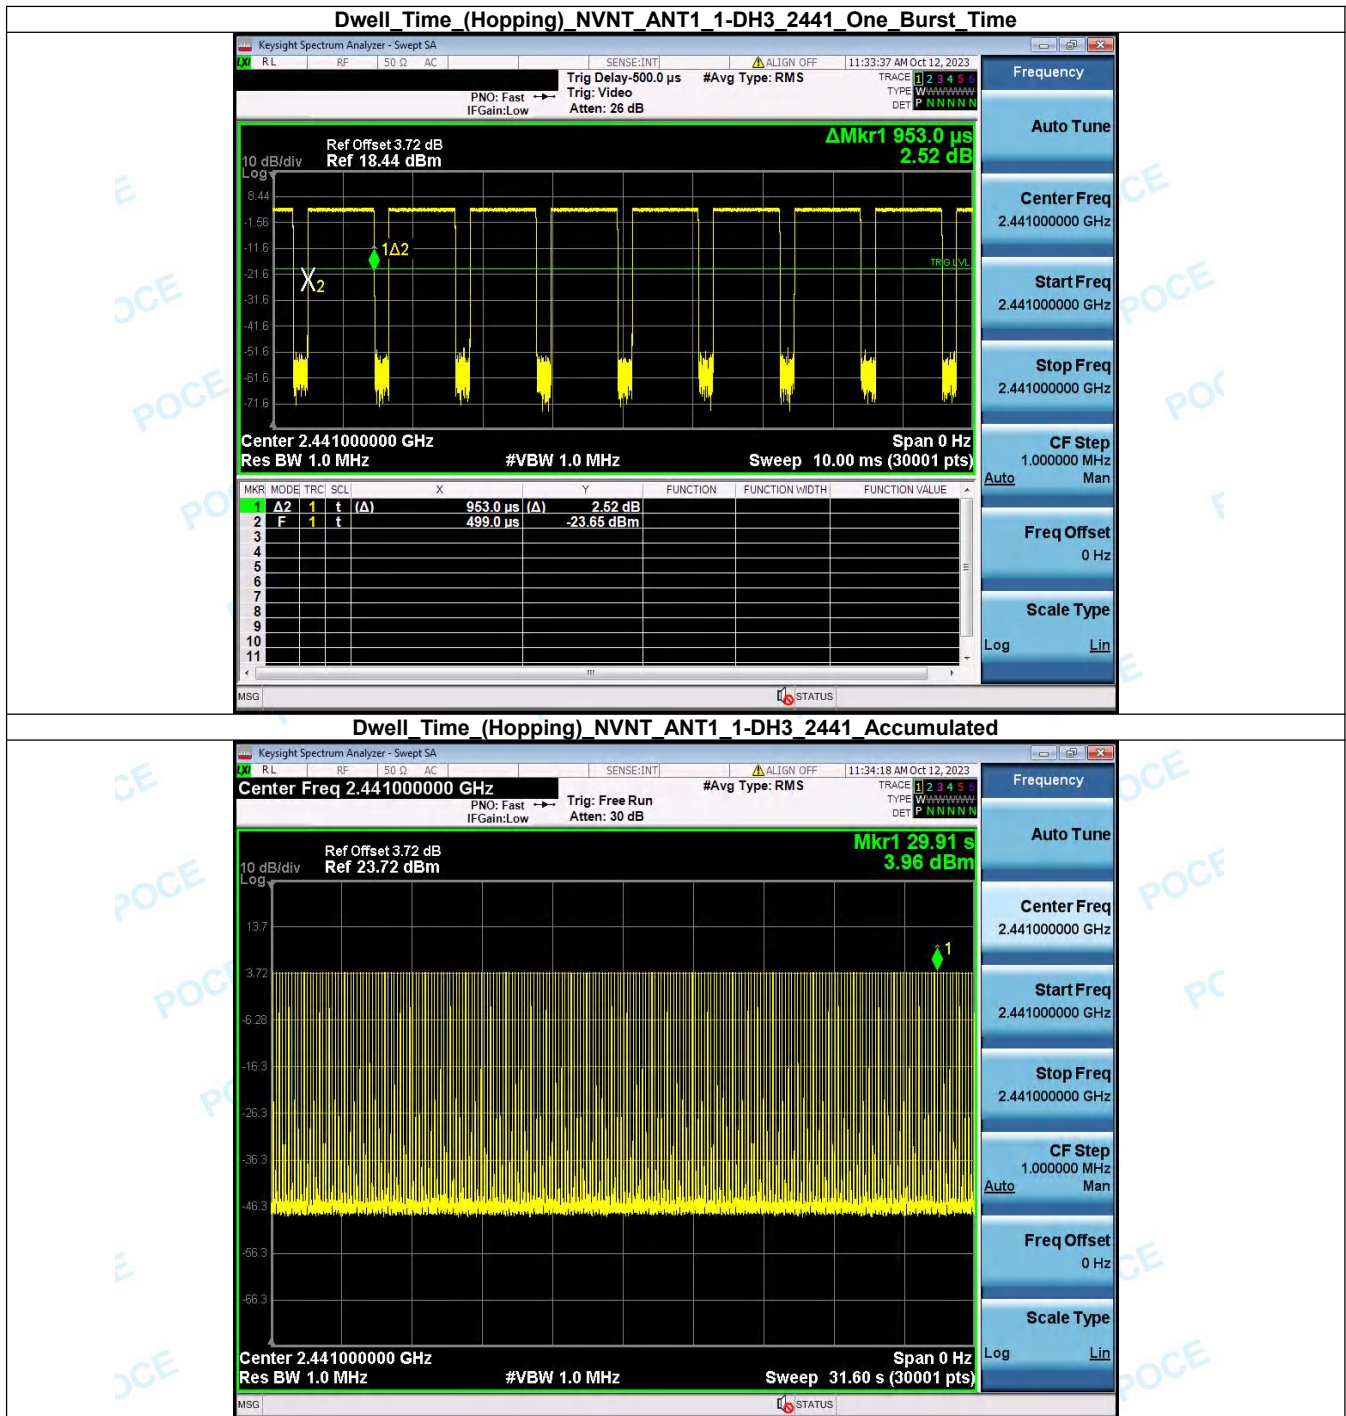 Dwell_Time_(Hopping)_NVNT_ANT1_1-DH3_2441_One_Burst_Time
Keysight Spectrum Analyzer - Swept SA
LXI RL RF 50 Ω AC SENSE:INT ALIGN OFF 11:33:37 AM Oct 12, 2023
Trig Delay-500.0 µs #Avg Type: RMS TRACE 1 2 3 4 5 6
PNO: Fast Trig: Video TYPE WWWWWW
IFGain:Low Atten: 26 dB DET P N N N N N
ΔMkr1 953.0 µs
Ref Offset 3.72 dB
2.52 dB
10 dB/div Ref 18.44 dBm
Log
8.44
-1.56
-11.6
1Δ2
TRIG LVL
-21.6
X2
-31.6
-41.6
-51.6
-61.6
-71.6
Center 2.441000000 GHz Span 0 Hz
Res BW 1.0 MHz #VBW 1.0 MHz Sweep 10.00 ms (30001 pts)
MKR MODE TRC SCL X Y FUNCTION FUNCTION WIDTH FUNCTION VALUE
1 Δ2 1 t (Δ) 953.0 µs (Δ) 2.52 dB
2 F 1 t 499.0 µs -23.65 dBm
3
4
5
6
7
8
9
10
11
MSG STATUS
Frequency
Auto Tune
Center Freq
2.441000000 GHz
Start Freq
2.441000000 GHz
Stop Freq
2.441000000 GHz
CF Step
1.000000 MHz
Auto Man
Freq Offset
0 Hz
Scale Type
Log Lin
Dwell_Time_(Hopping)_NVNT_ANT1_1-DH3_2441_Accumulated
Keysight Spectrum Analyzer - Swept SA
LXI RL RF 50 Ω AC SENSE:INT ALIGN OFF 11:34:18 AM Oct 12, 2023
Center Freq 2.441000000 GHz #Avg Type: RMS TRACE 1 2 3 4 5 6
PNO: Fast Trig: Free Run TYPE WWWWWW
IFGain:Low Atten: 30 dB DET P N N N N N
Mkr1 29.91 s
Ref Offset 3.72 dB
3.96 dBm
10 dB/div Ref 23.72 dBm
Log
13.7
1
3.72
-6.28
-16.3
-26.3
-36.3
-46.3
-56.3
-66.3
Center 2.441000000 GHz Span 0 Hz
Res BW 1.0 MHz #VBW 1.0 MHz Sweep 31.60 s (30001 pts)
MSG STATUS
Frequency
Auto Tune
Center Freq
2.441000000 GHz
Start Freq
2.441000000 GHz
Stop Freq
2.441000000 GHz
CF Step
1.000000 MHz
Auto Man
Freq Offset
0 Hz
Scale Type
Log Lin
POCE
POCE
POCE
POCE
POCE
POCE